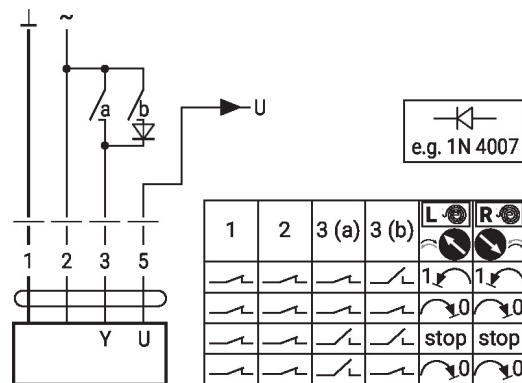 ⊥ ~
a b
U
e.g. 1N 4007
1 2 3 5
Y U
1 2 3 (a) 3 (b) L R
1 1
0 0
stop stop
0 0